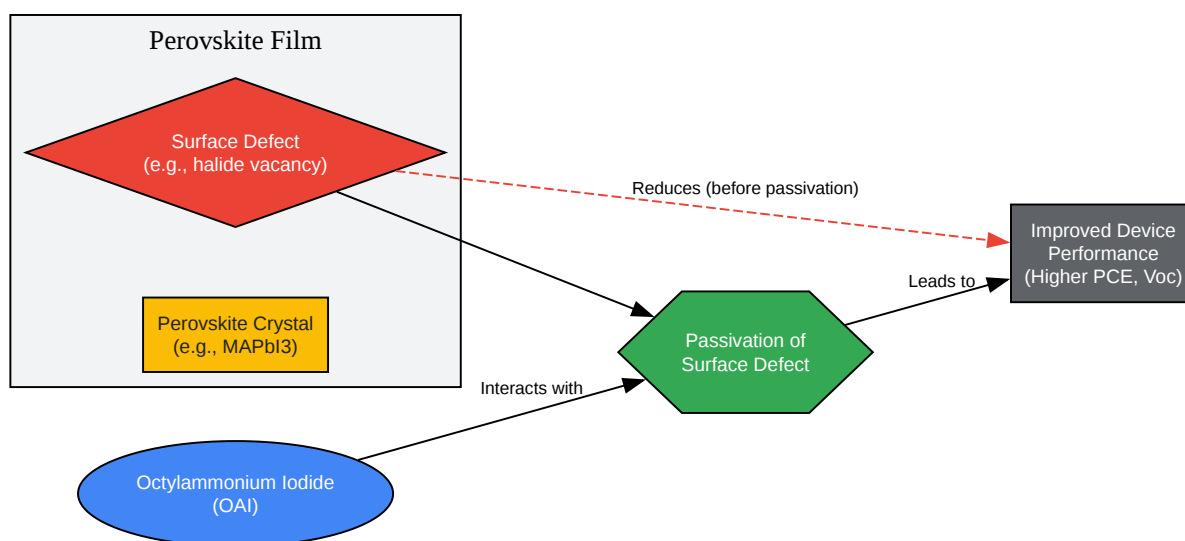 Perovskite Film
Surface Defect
(e.g., halide vacancy)
Reduces (before passivation)
Improved Device
Performance
(Higher PCE, Voc)
Leads to
Perovskite Crystal
(e.g., MAPbI3)
Passivation of
Surface Defect
Interacts with
Octylammonium Iodide
(OAI)